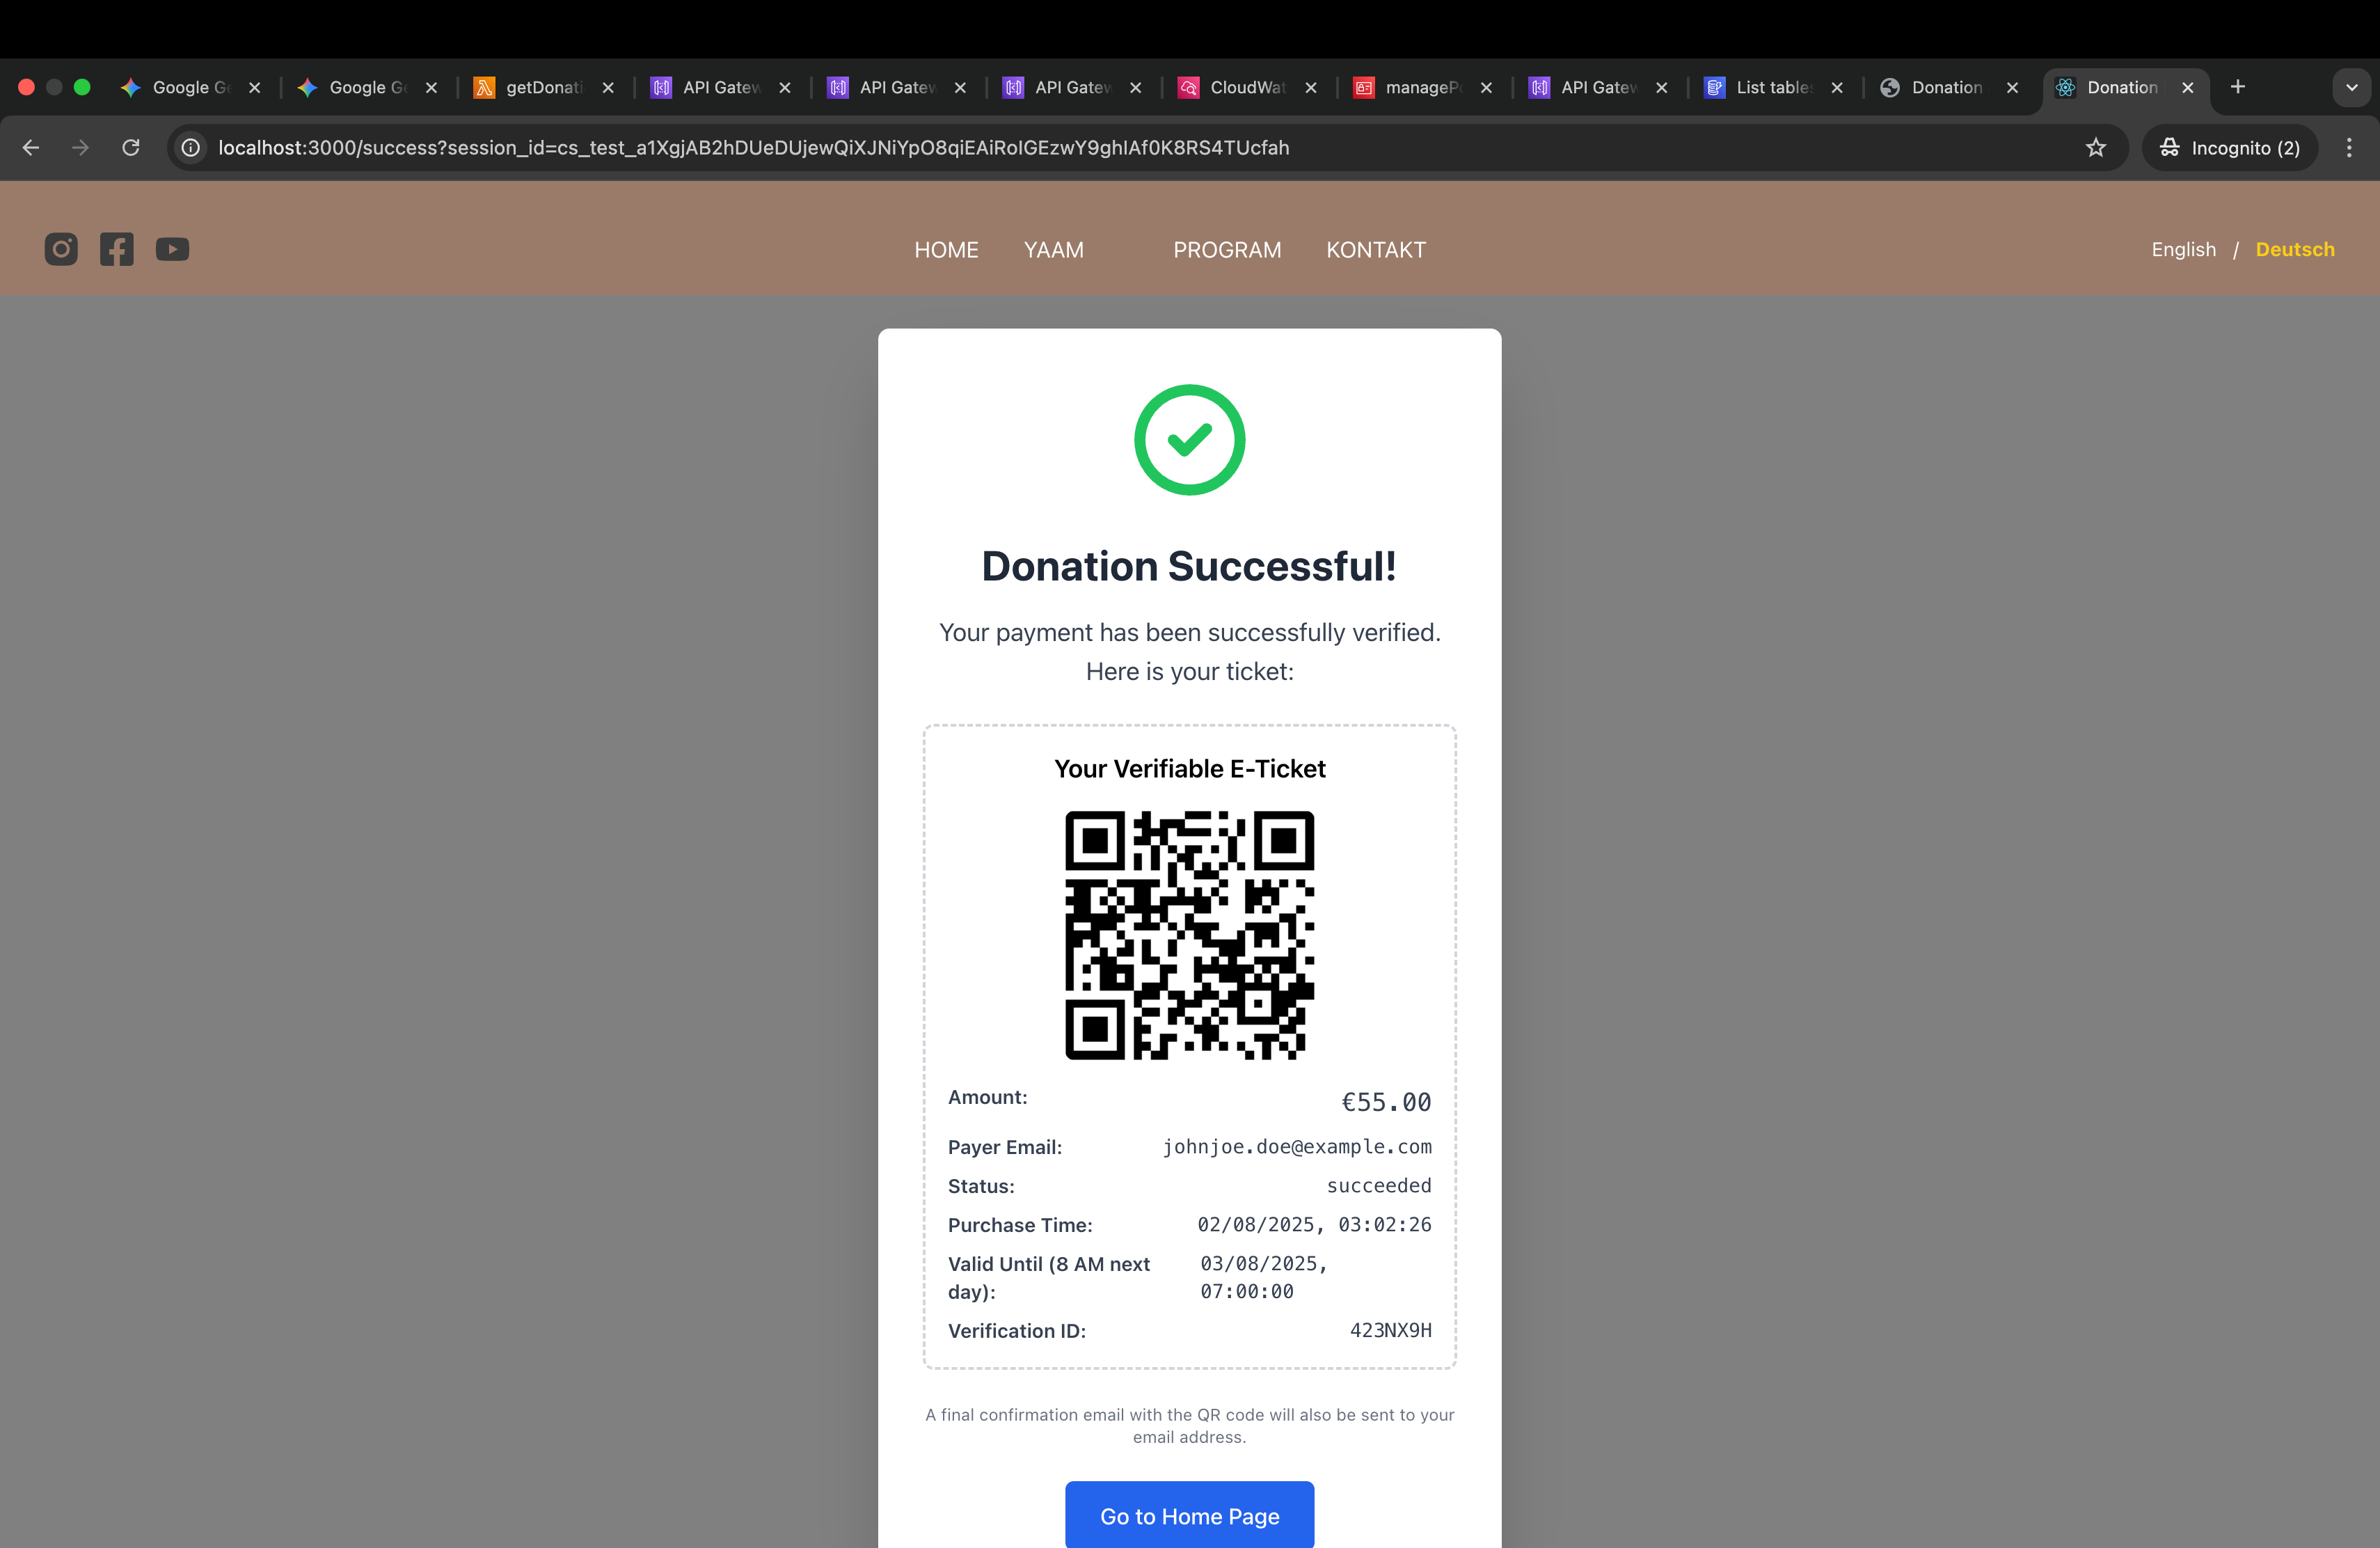 Google Ge
Google Ge
getDonati
API Gatew
API Gatew
API Gatew
CloudWat
managePo
API Gatew
List tables
Donation
Donation
localhost:3000/success?session_id=cs_test_a1XgjAB2hDUeDUjewQiXJNiYpO8qiEAiRoIGEzwY9ghIAf0K8RS4TUcfah
Incognito (2)
HOME YAAM PROGRAM KONTAKT
English / Deutsch
Donation Successful!
Your payment has been successfully verified.
Here is your ticket:
Your Verifiable E-Ticket
Amount: €55.00
Payer Email: johnjoe.doe@example.com
Status: succeeded
Purchase Time: 02/08/2025, 03:02:26
Valid Until (8 AM next 03/08/2025,
day): 07:00:00
Verification ID: 423NX9H
A final confirmation email with the QR code will also be sent to your
email address.
Go to Home Page